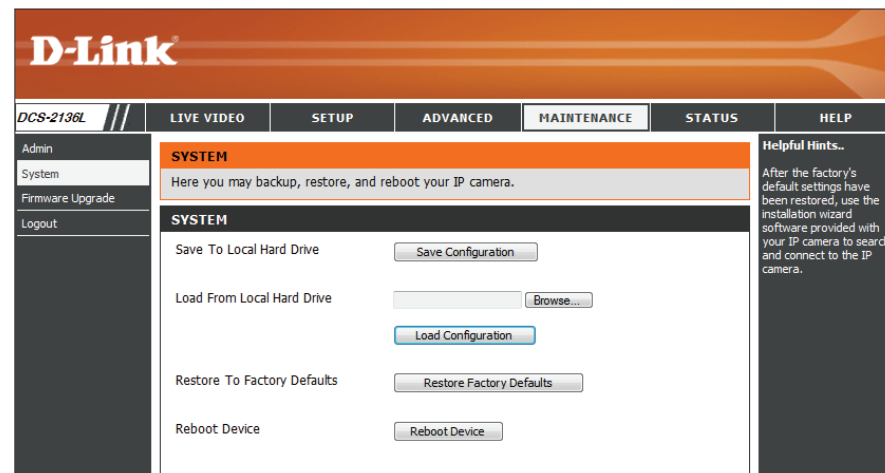 D-Link
DCS-2136L
LIVE VIDEO
SETUP
ADVANCED
MAINTENANCE
STATUS
HELP
Admin
System
Firmware Upgrade
Logout
SYSTEM
Here you may backup, restore, and reboot your IP camera.
SYSTEM
Save To Local Hard Drive
Save Configuration
Load From Local Hard Drive
Browse...
Load Configuration
Restore To Factory Defaults
Restore Factory Defaults
Reboot Device
Reboot Device
Helpful Hints..
After the factory's
default settings have
been restored, use the
installation wizard
software provided with
your IP camera to search
and connect to the IP
camera.